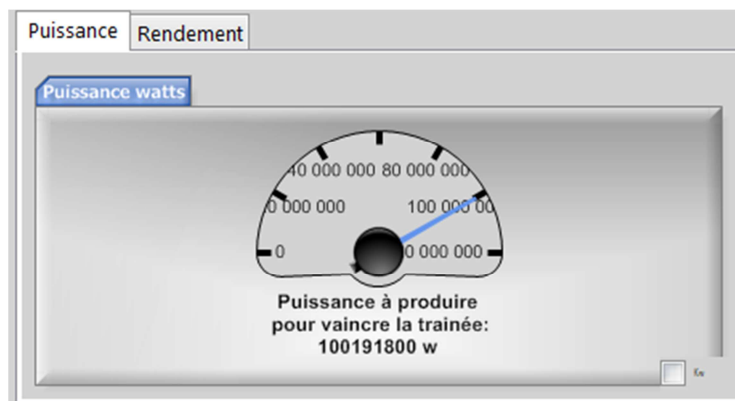 Puissance Rendement
Puissance watts
40 000 000 80 000 000
0 000 000 100 000 00
0 0 000 000
Puissance à produire
pour vaincre la trainée:
100191800 w